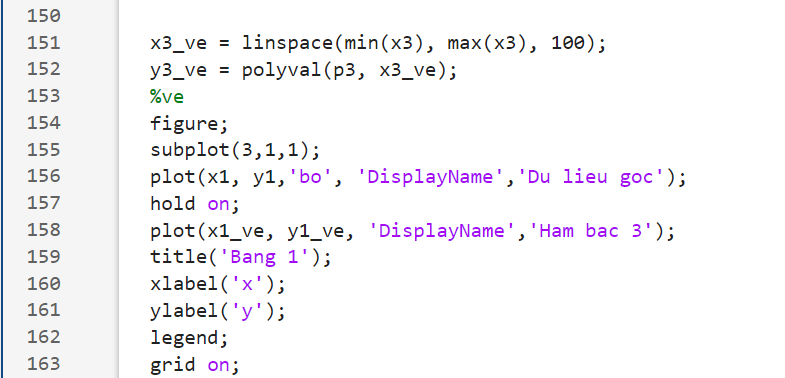 150
151 x3_ve = linspace(min(x3), max(x3), 100);
152 y3_ve = polyval(p3, x3_ve);
153 %ve
154 figure;
155 subplot(3,1,1);
156 plot(x1, y1,'bo', 'DisplayName','Du lieu goc');
157 hold on;
158 plot(x1_ve, y1_ve, 'DisplayName','Ham bac 3');
159 title('Bang 1');
160 xlabel('x');
161 ylabel('y');
162 legend;
163 grid on;